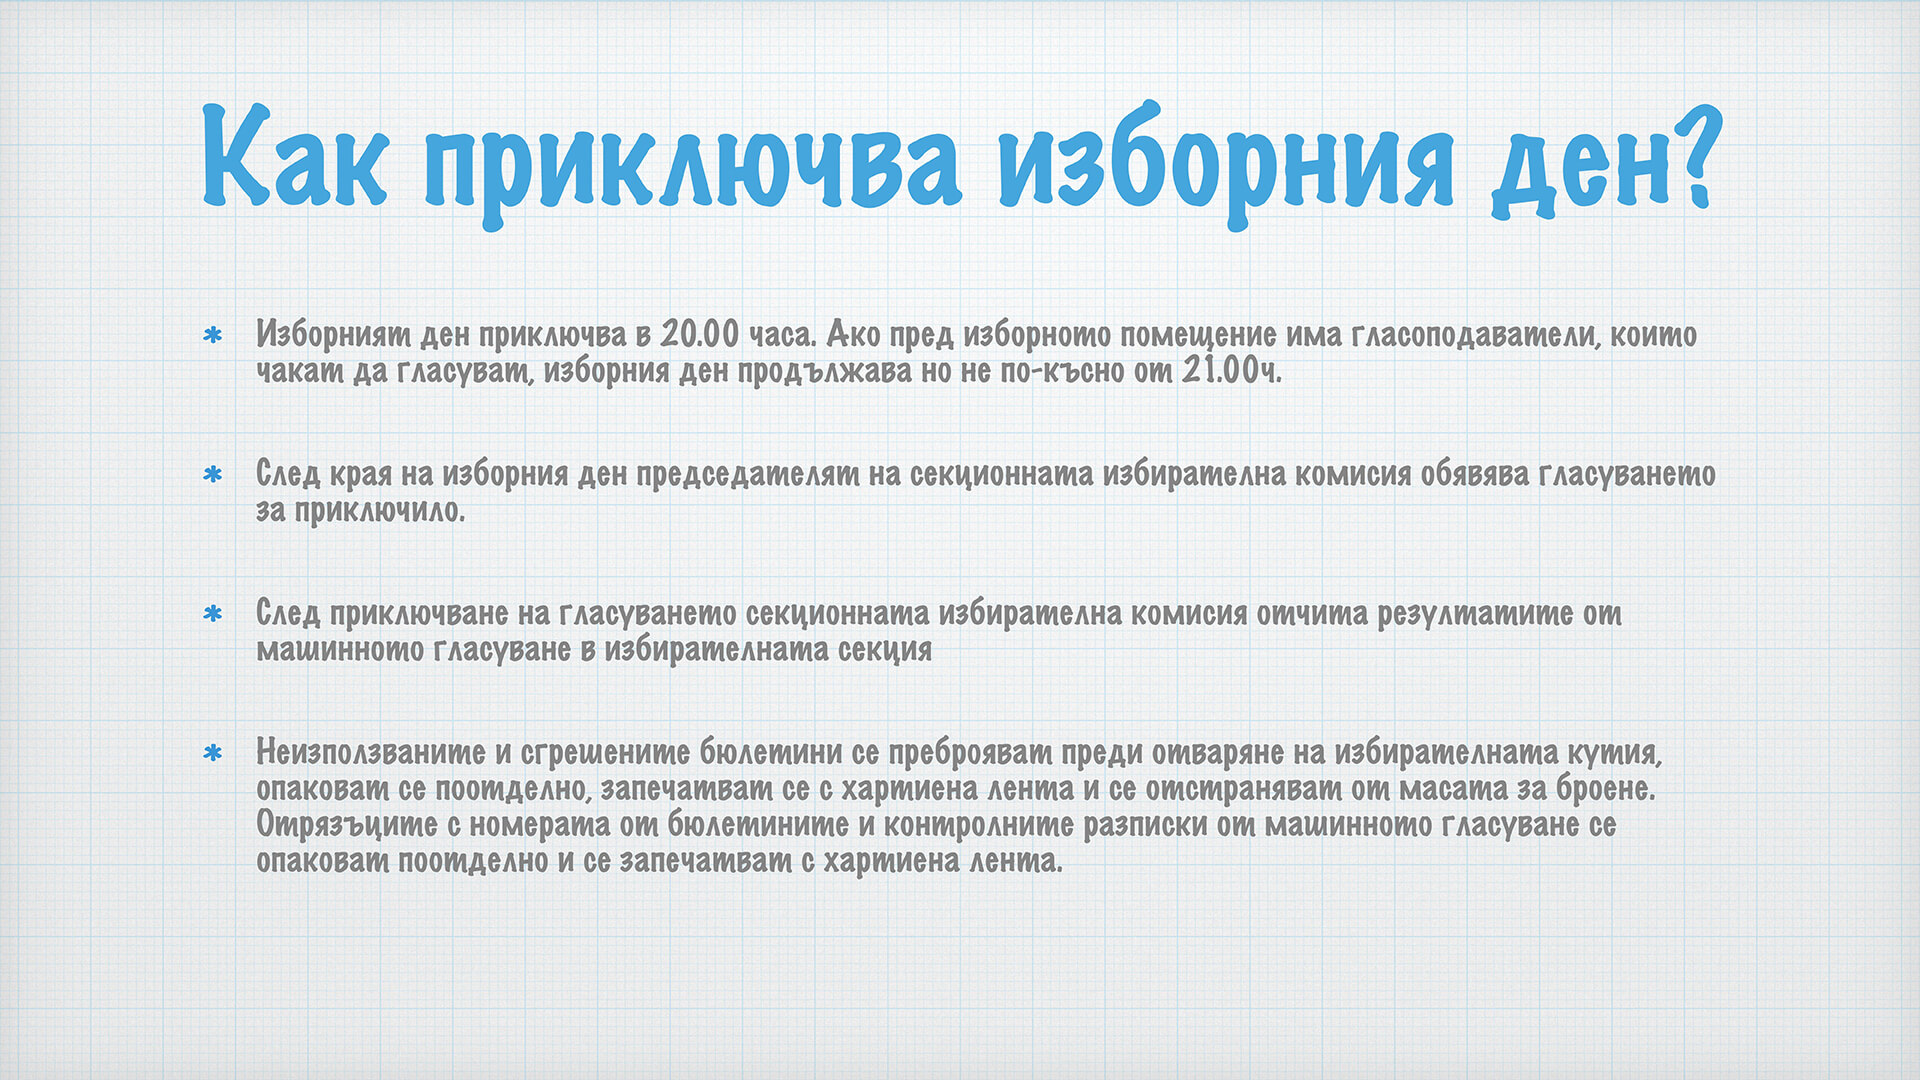 Как приключва изборния ден?
* Изборният ден приключва в 20.00 часа. Ако пред изборното помещение има гласоподаватели, които
чакат да гласуват, изборния ден продължава но не по-късно от 21.00ч.
* След края на изборния ден председателят на секционната избирателна комисия обявява гласуването
за приключило.
* След приключване на гласуването секционната избирателна комисия отчита резултатите от
машинното гласуване в избирателната секция
* Неизползваните и сгрешените бюлетини се преброяват преди отваряне на избирателната кутия,
опаковат се поотделно, запечатват се с хартиена лента и се отстраняват от масата за броене.
Отрязъците с номерата от бюлетините и контролните разписки от машинното гласуване се
опаковат поотделно и се запечатват с хартиена лента.